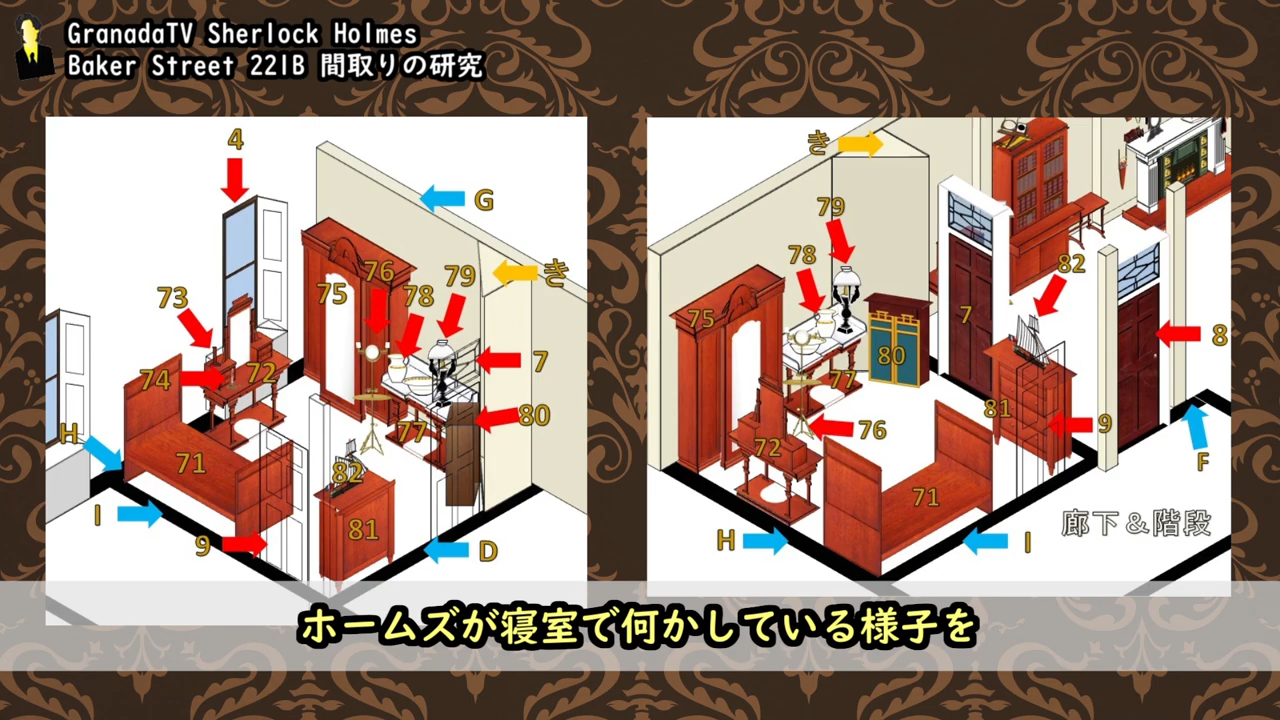 GranadaTV Sherlock Holmes
Baker Street 221B 間取りの研究
4
G
き
73
75
76
78
79
74
72
7
H
71
77
80
82
I
81
9
D
き
79
78
82
75
7
8
80
77
81
9
72
76
F
71
H
I
廊下&階段
ホームズが寝室で何かしている様子を